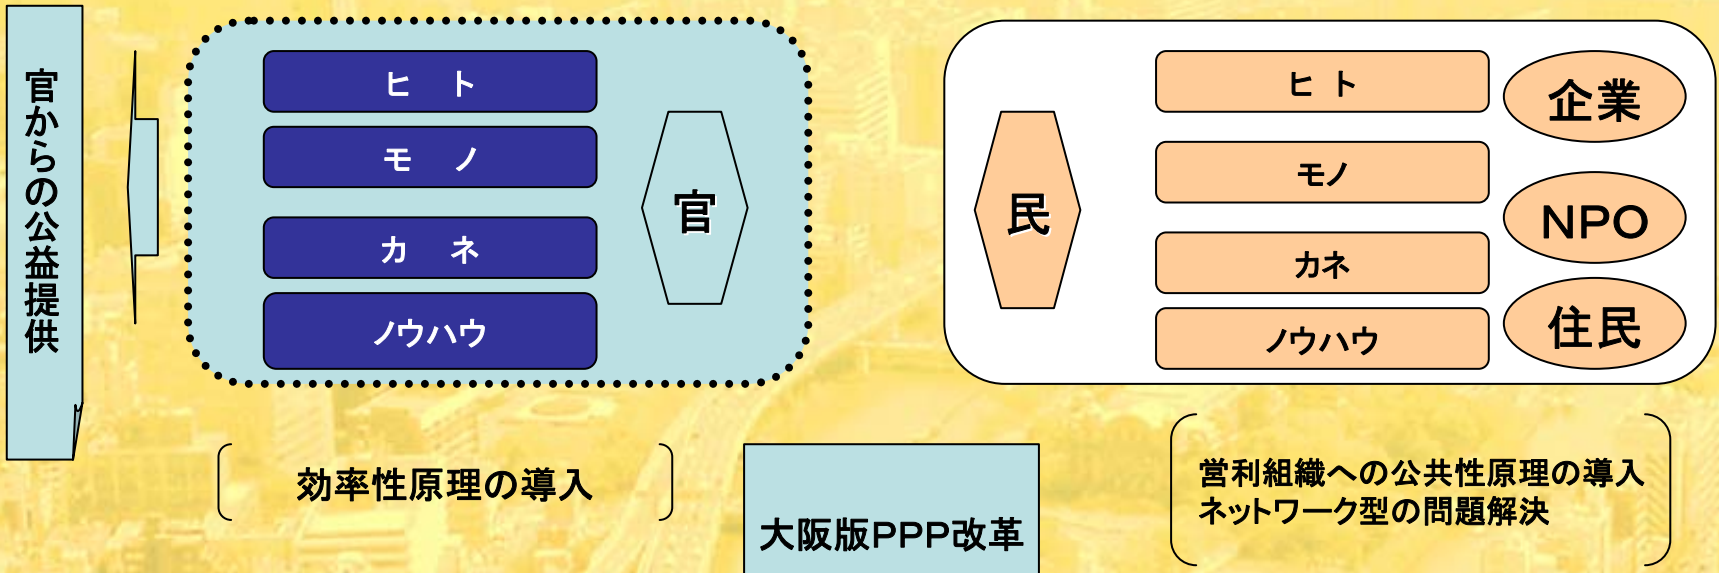 官からの公益提供
ヒ ト
モ ノ
カ ネ
ノウハウ
官
民
ヒ ト
モノ
カネ
ノウハウ
企業
NPO
住民
効率性原理の導入
大阪版PPP改革
営利組織への公共性原理の導入
ネットワーク型の問題解決